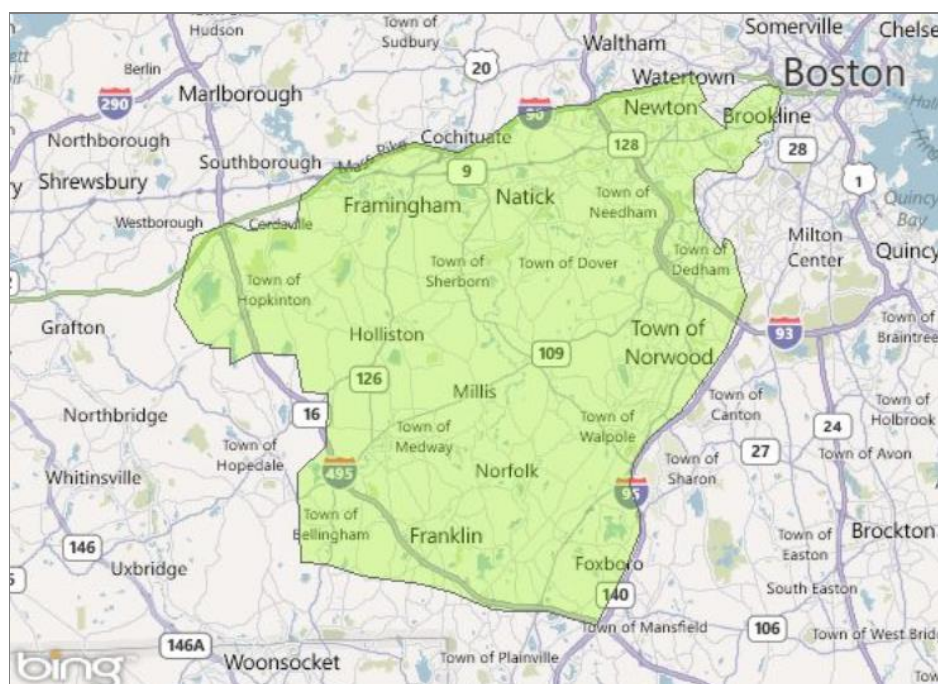 Town of
Hudson
Town of
Sudbury
Waltham
Somerville
Chelse
Berlin
20
Watertown
Boston
290
Marlborough
90
Newton
Brookline
Northborough
Cochituate
128
28
Southborough
Mass Pike
9
1
Shrewsbury
Natick
Town of
Needham
Quincy
Bay
Westborough
Cordaville
Framingham
Milton
Center
Quincy
Town of
Hopkinton
Town of
Sherborn
Town of Dover
Town of
Dedham
Grafton
Holliston
Town of
Norwood
93
Town of
Braintree
109
126
Millis
Town of
Canton
Town of
Holbrook
Northbridge
16
Town of
Medway
Town of
Walpole
24
Town of
Hopedale
27
Town of Avon
Whitinsville
495
Norfolk
Town of
Sharon
95
Town of
Bellingham
Franklin
Brockton
146
Foxboro
Town of
Easton
Uxbridge
140
South Easton
Town of Mansfield
106
Town of West Brid
146A
Woonsocket
Town of Plainville
Tow
bing